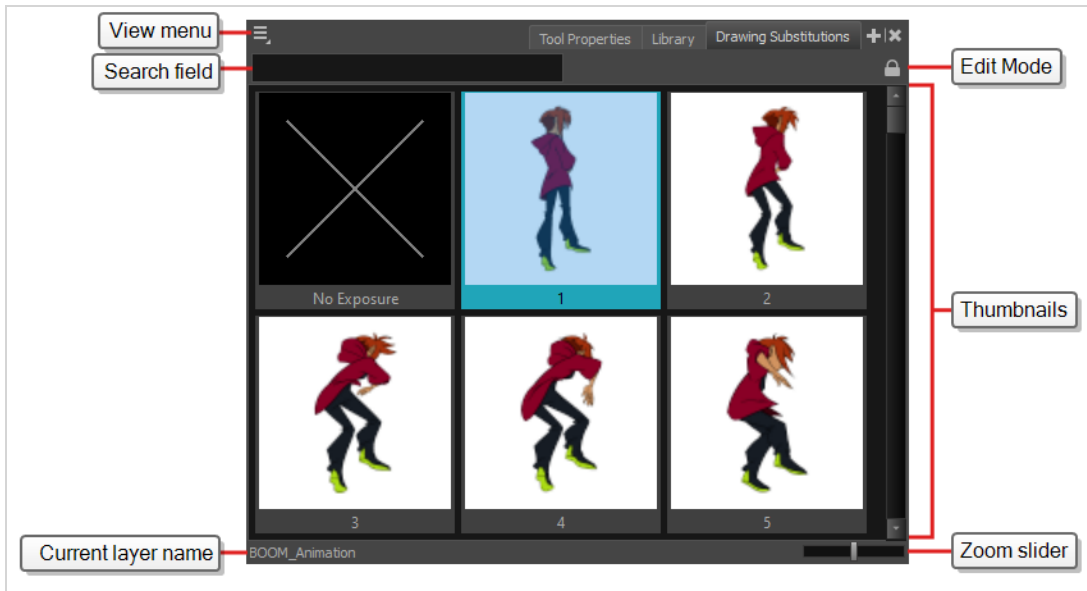 View menu
Tool Properties Library Drawing Substitutions
Search field
Edit Mode
No Exposure 1 2
Thumbnails
3 4 5
Current layer name
BOOM_Animation
Zoom slider